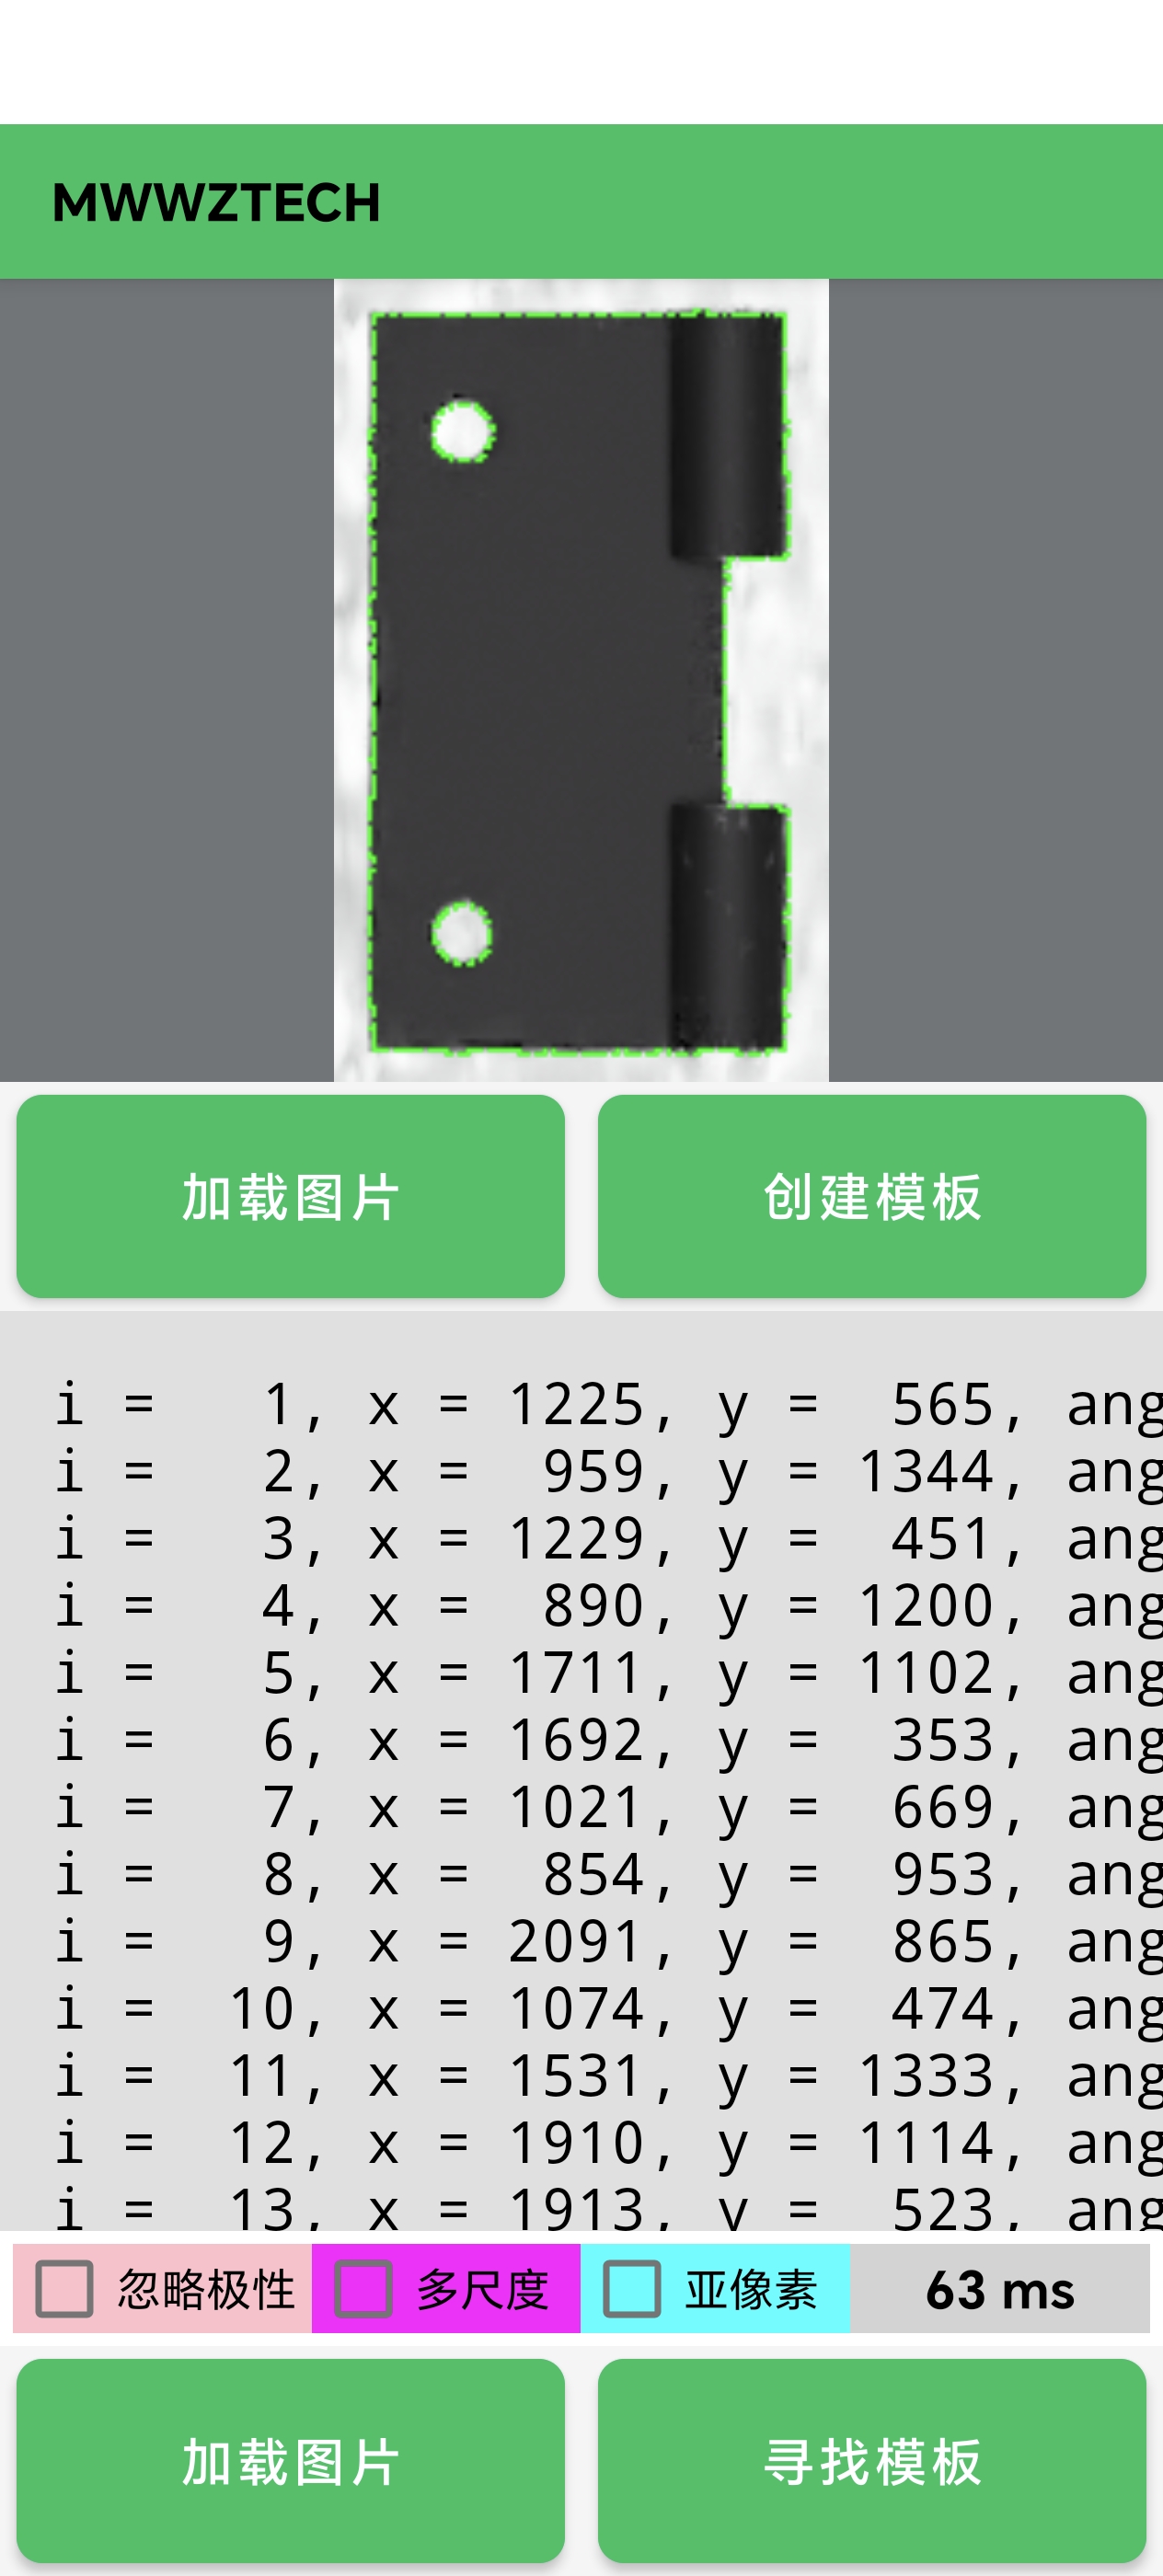 MWWZTECH
加载图片
创建模板
i =   1, x = 1225, y =  565, ang
i =   2, x =  959, y = 1344, ang
i =   3, x = 1229, y =  451, ang
i =   4, x =  890, y = 1200, ang
i =   5, x = 1711, y = 1102, ang
i =   6, x = 1692, y =  353, ang
i =   7, x = 1021, y =  669, ang
i =   8, x =  854, y =  953, ang
i =   9, x = 2091, y =  865, ang
i =  10, x = 1074, y =  474, ang
i =  11, x = 1531, y = 1333, ang
i =  12, x = 1910, y = 1114, ang
i =  13, x = 1913, y =  523, ang
忽略极性
多尺度
亚像素
63 ms
加载图片
寻找模板